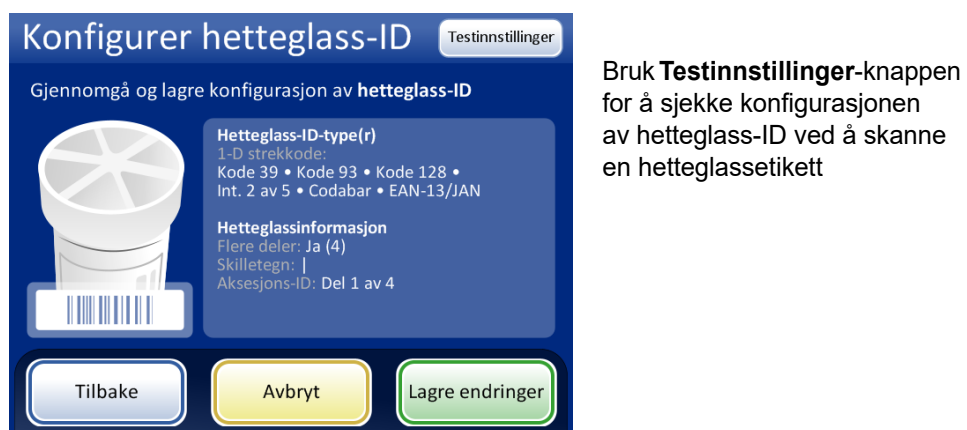 Konfigurer hetteglass-ID
Testinnstillinger
Gjennomgå og lagre konfigurasjon av hetteglass-ID
Hetteglass-ID-type(r)
1-D strekkode:
Kode 39 • Kode 93 • Kode 128 •
Int. 2 av 5 • Codabar • EAN-13/JAN
Hetteglassinformasjon
Flere deler: Ja (4)
Skilletegn: |
Aksesjons-ID: Del 1 av 4
Tilbake
Avbryt
Lagre endringer
Bruk Testinnstillinger-knappen
for å sjekke konfigurasjonen
av hetteglass-ID ved å skanne
en hetteglassetikett